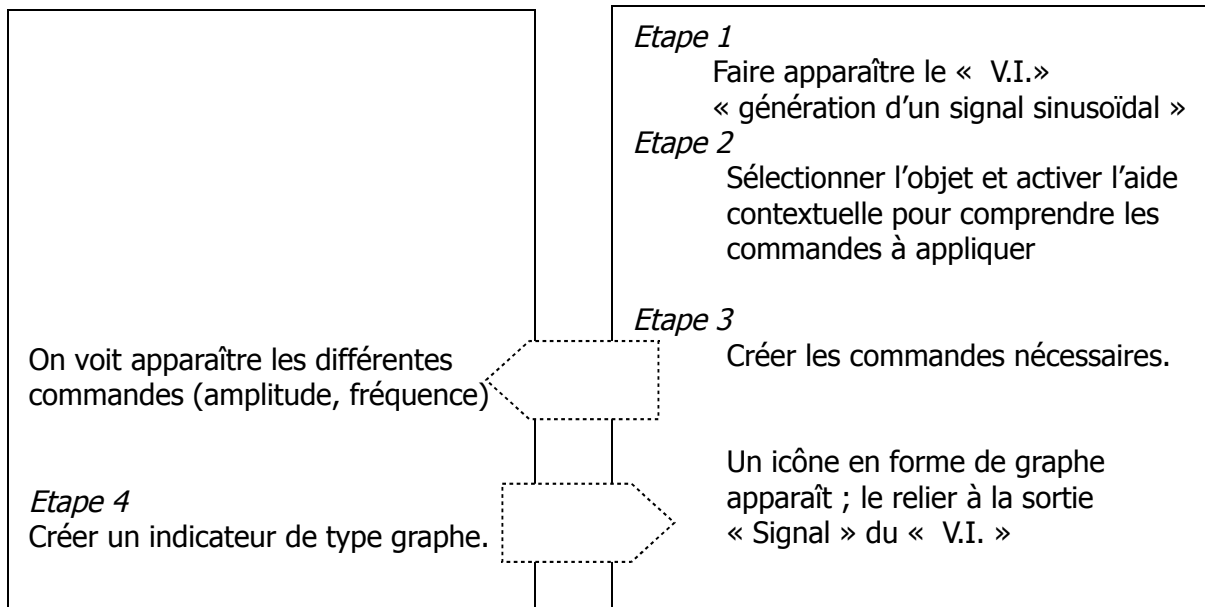 Etape 1
Faire apparaître le «  V.I.»
« génération d’un signal sinusoïdal »
Etape 2
Sélectionner l’objet et activer l’aide
contextuelle pour comprendre les
commandes à appliquer
Etape 3
Créer les commandes nécessaires.
On voit apparaître les différentes
commandes (amplitude, fréquence)
Etape 4
Créer un indicateur de type graphe.
Un icône en forme de graphe
apparaît ; le relier à la sortie
« Signal » du «  V.I. »